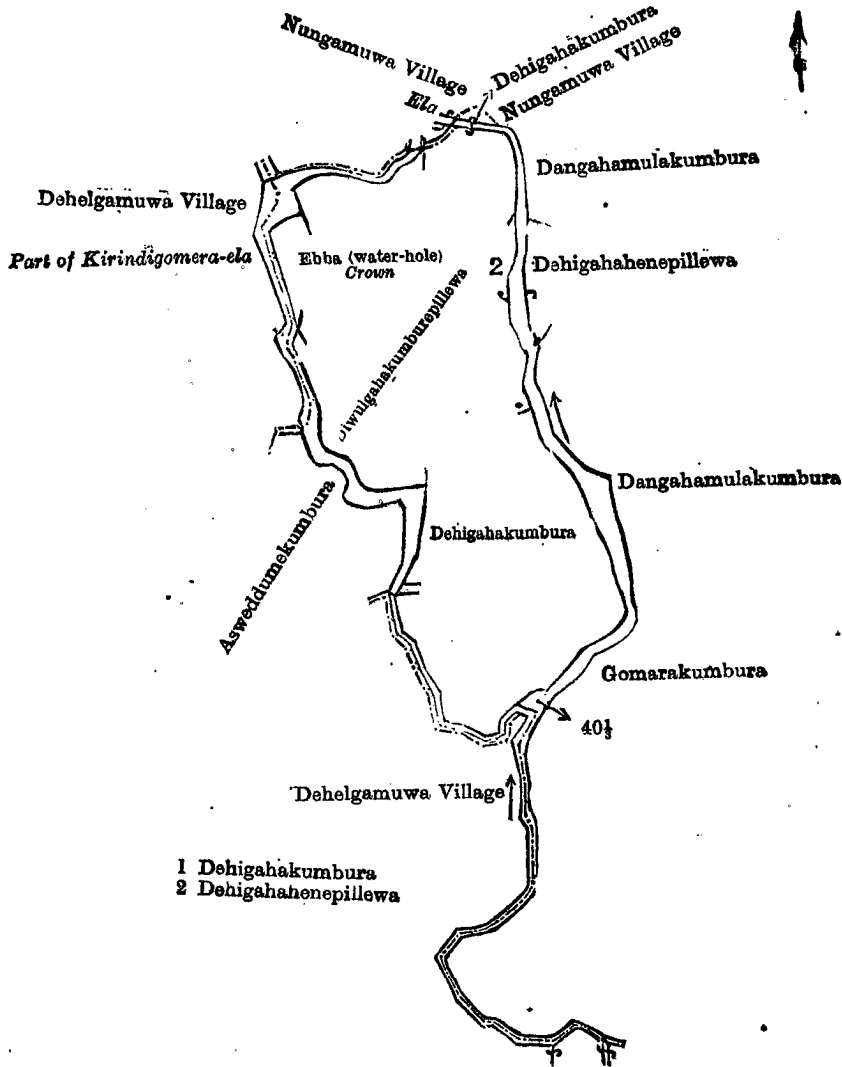 Nungamuwa Village
Dehigahakumbura
Nungamuwa Village
Ela
Dangahamulakumbura
Dehelgamuwa Village
Part of Kirindigomera-ela
Ebba (water-hole)
Crown
2 Dehigahahenepillewa
Diwulgahakumburepillewa
Dangahamulakumbura
Dehigahakumbura
Asweddumekumbura
Gomarakumbura
40⅓
Dehelgamuwa Village
1 Dehigahakumbura
2 Dehigahahenepillewa